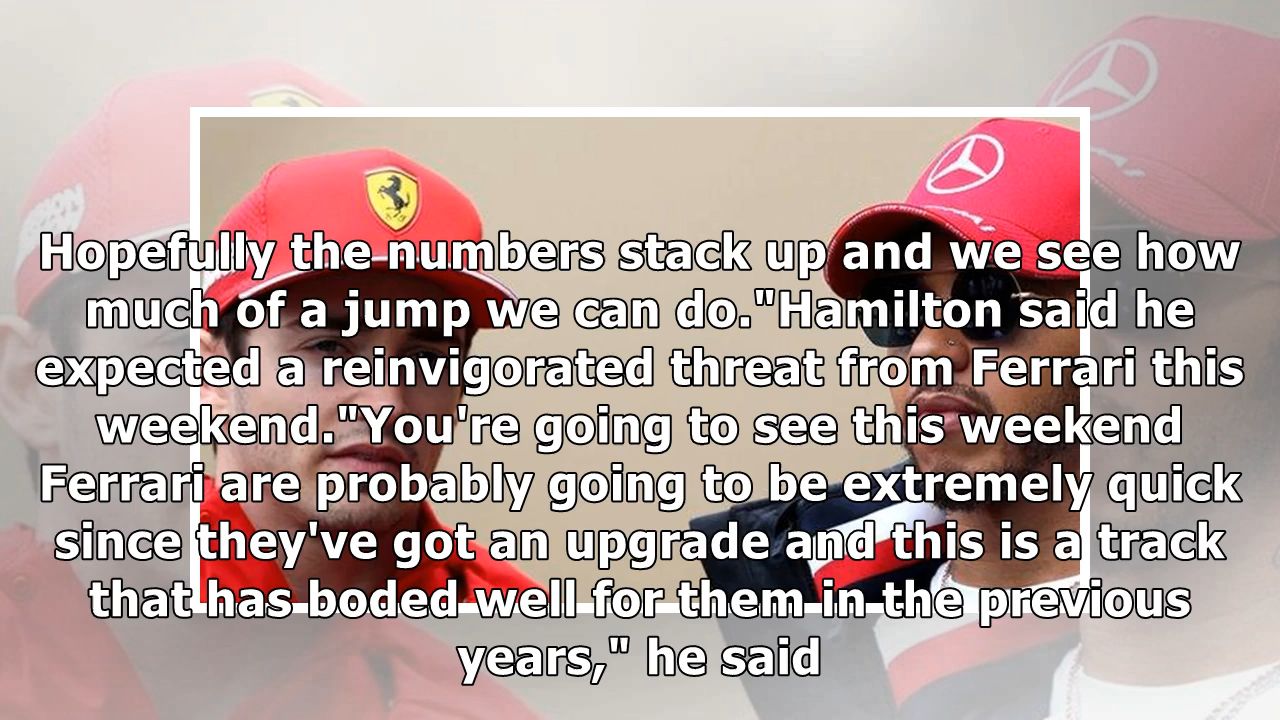 Hopefully the numbers stack up and we see how
much of a jump we can do."Hamilton said he
expected a reinvigorated threat from Ferrari this
weekend."You're going to see this weekend
Ferrari are probably going to be extremely quick
since they've got an upgrade and this is a track
that has boded well for them in the previous
years," he said